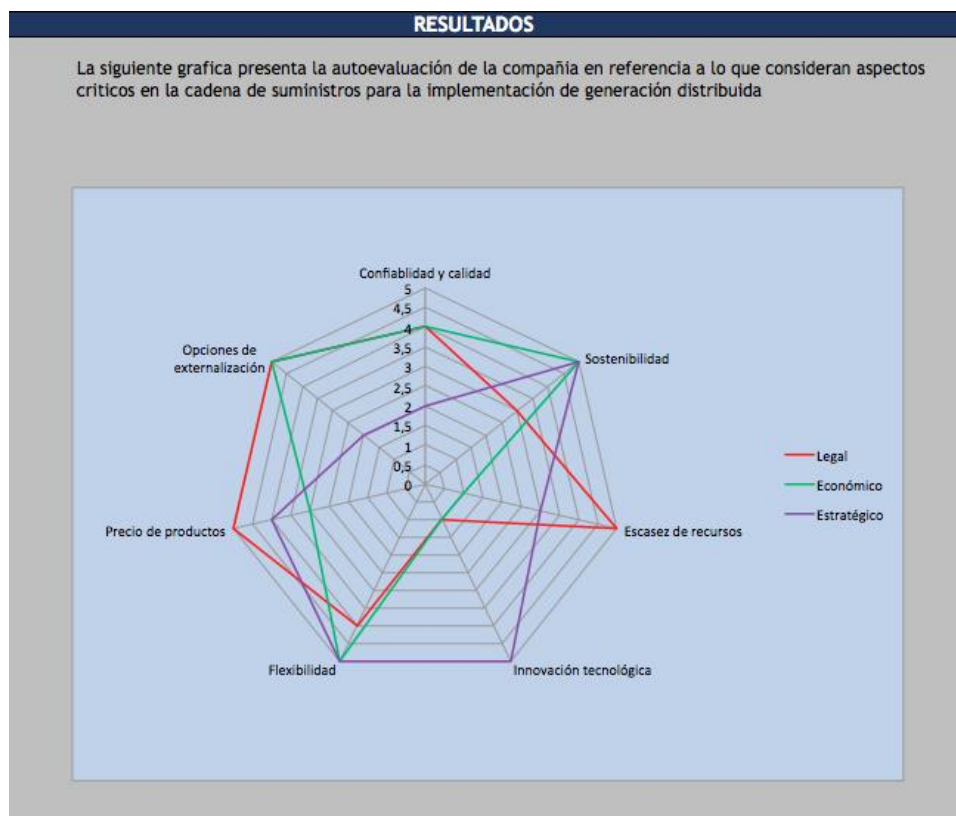 RESULTADOS
La siguiente grafica presenta la autoevaluación de la compañia en referencia a lo que consideran aspectos
criticos en la cadena de suministros para la implementación de generación distribuida
Confiablidad y calidad
5
4,5
4
3,5
3
2,5
2
1,5
1
0,5
0
Opciones de
externalización
Sostenibilidad
Legal
Económico
Estratégico
Precio de productos
Escasez de recursos
Flexibilidad
Innovación tecnológica